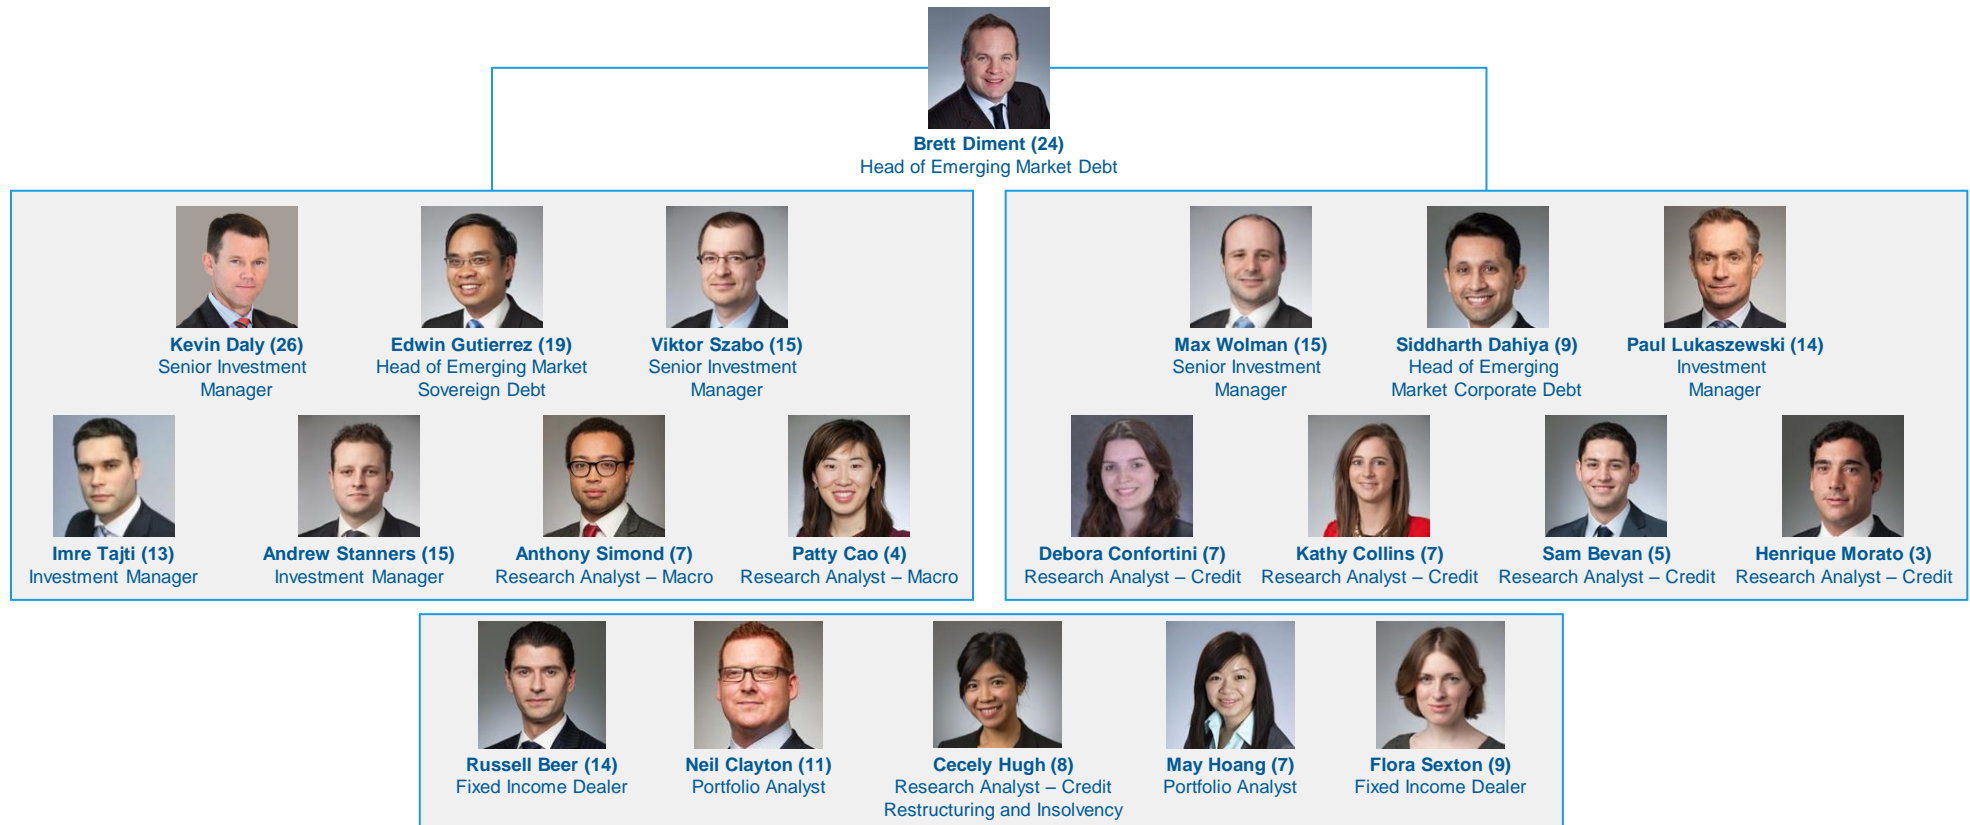 Brett Diment (24)
Head of Emerging Market Debt
Kevin Daly (26)
Senior Investment
Manager
Edwin Gutierrez (19)
Head of Emerging Market
Sovereign Debt
Viktor Szabo (15)
Senior Investment
Manager
Max Wolman (15)
Senior Investment
Manager
Siddharth Dahiya (9)
Head of Emerging
Market Corporate Debt
Paul Lukaszewski (14)
Investment
Manager
Imre Tajti (13)
Investment Manager
Andrew Stanners (15)
Investment Manager
Anthony Simond (7)
Research Analyst – Macro
Patty Cao (4)
Research Analyst – Macro
Debora Confortini (7)
Research Analyst – Credit
Kathy Collins (7)
Research Analyst – Credit
Sam Bevan (5)
Research Analyst – Credit
Henrique Morato (3)
Research Analyst – Credit
Russell Beer (14)
Fixed Income Dealer
Neil Clayton (11)
Portfolio Analyst
Cecely Hugh (8)
Research Analyst – Credit
Restructuring and Insolvency
May Hoang (7)
Portfolio Analyst
Flora Sexton (9)
Fixed Income Dealer